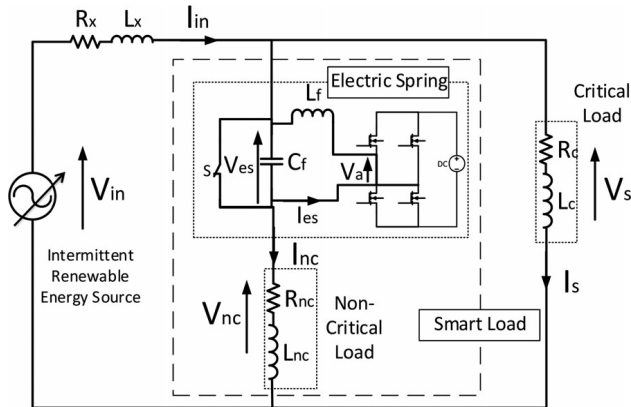 Rx Lx Iin
Electric Spring
Lf
Critical
Load
S Ves Cf Va DC
Rc
Vin Lc Vs
Ies
Intermittent
Renewable
Energy Source
Inc Is
Vnc Rnc Non-
Critical
Load
Lnc
Smart Load